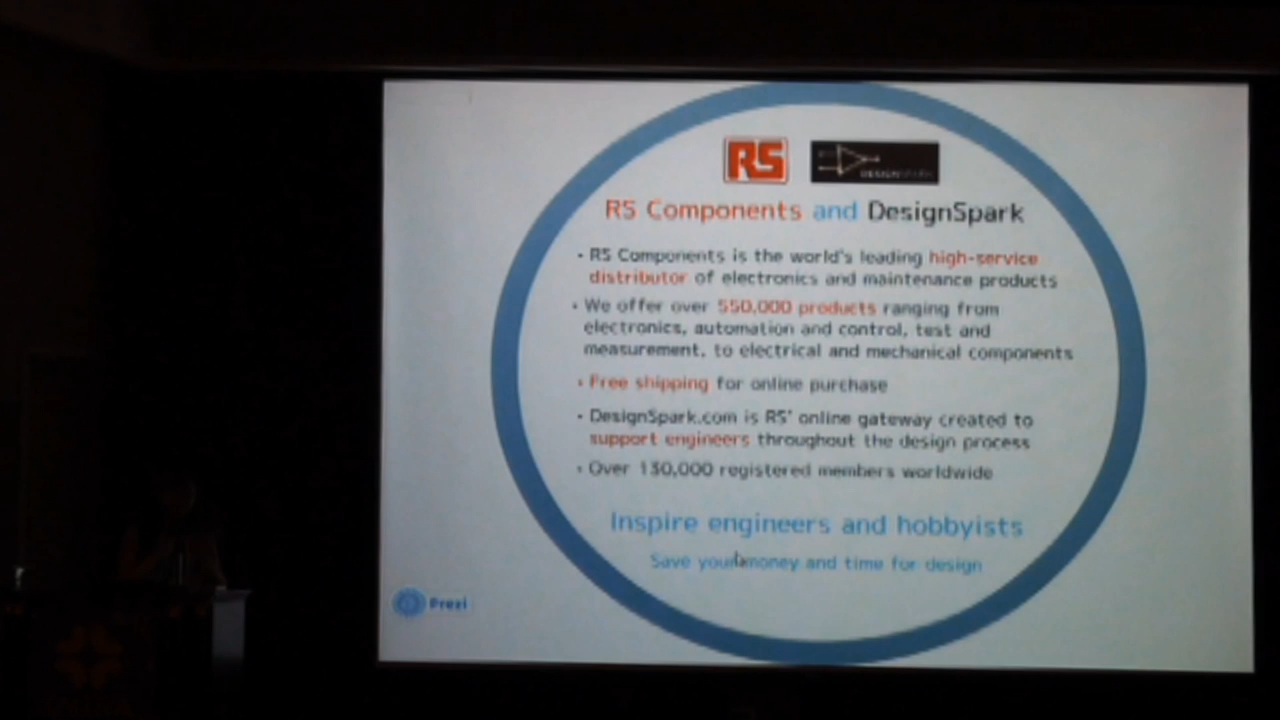 RS
DESIGNSPARK
RS Components and DesignSpark
• RS Components is the world's leading high-service
distributor of electronics and maintenance products
• We offer over 550,000 products ranging from
electronics, automation and control, test and
measurement, to electrical and mechanical components
• Free shipping for online purchase
• DesignSpark.com is RS' online gateway created to
support engineers throughout the design process
• Over 130,000 registered members worldwide
Inspire engineers and hobbyists
Save your money and time for design
Prezi